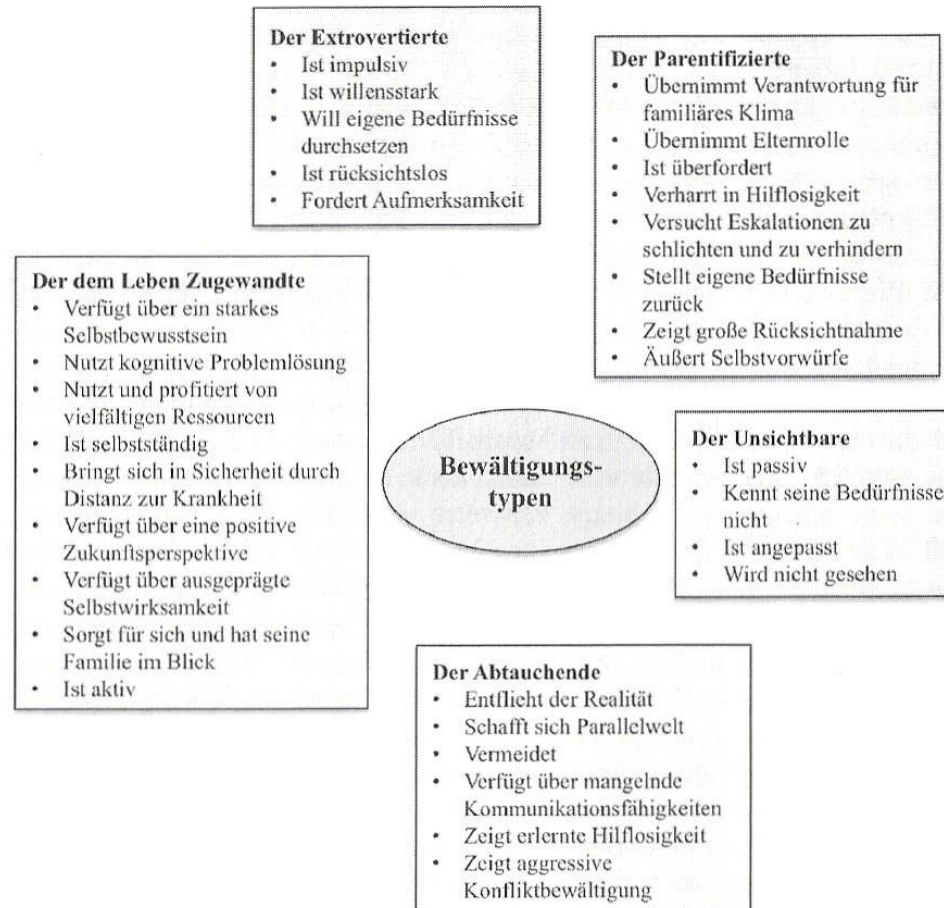 Der Extrovertierte
• Ist impulsiv
• Ist willensstark
• Will eigene Bedürfnisse
durchsetzen
• Ist rücksichtslos
• Fordert Aufmerksamkeit
Der Parentifizierte
• Übernimmt Verantwortung für
familiäres Klima
• Übernimmt Elternrolle
• Ist überfordert
• Verharrt in Hilflosigkeit
• Versucht Eskalationen zu
schlichten und zu verhindern
• Stellt eigene Bedürfnisse
zurück
• Zeigt große Rücksichtnahme
• Äußert Selbstvorwürfe
Der dem Leben Zugewandte
• Verfügt über ein starkes
Selbstbewusstsein
• Nutzt kognitive Problemlösung
• Nutzt und profitiert von
vielfältigen Ressourcen
• Ist selbstständig
• Bringt sich in Sicherheit durch
Distanz zur Krankheit
• Verfügt über eine positive
Zukunftsperspektive
• Verfügt über ausgeprägte
Selbstwirksamkeit
• Sorgt für sich und hat seine
Familie im Blick
• Ist aktiv
Bewältigungs-
typen
Der Unsichtbare
• Ist passiv
• Kennt seine Bedürfnisse
nicht
• Ist angepasst
• Wird nicht gesehen
Der Abtauchende
• Entflieht der Realität
• Schafft sich Parallelwelt
• Vermeidet
• Verfügt über mangelnde
Kommunikationsfähigkeiten
• Zeigt erlernte Hilflosigkeit
• Zeigt aggressive
Konfliktbewältigung